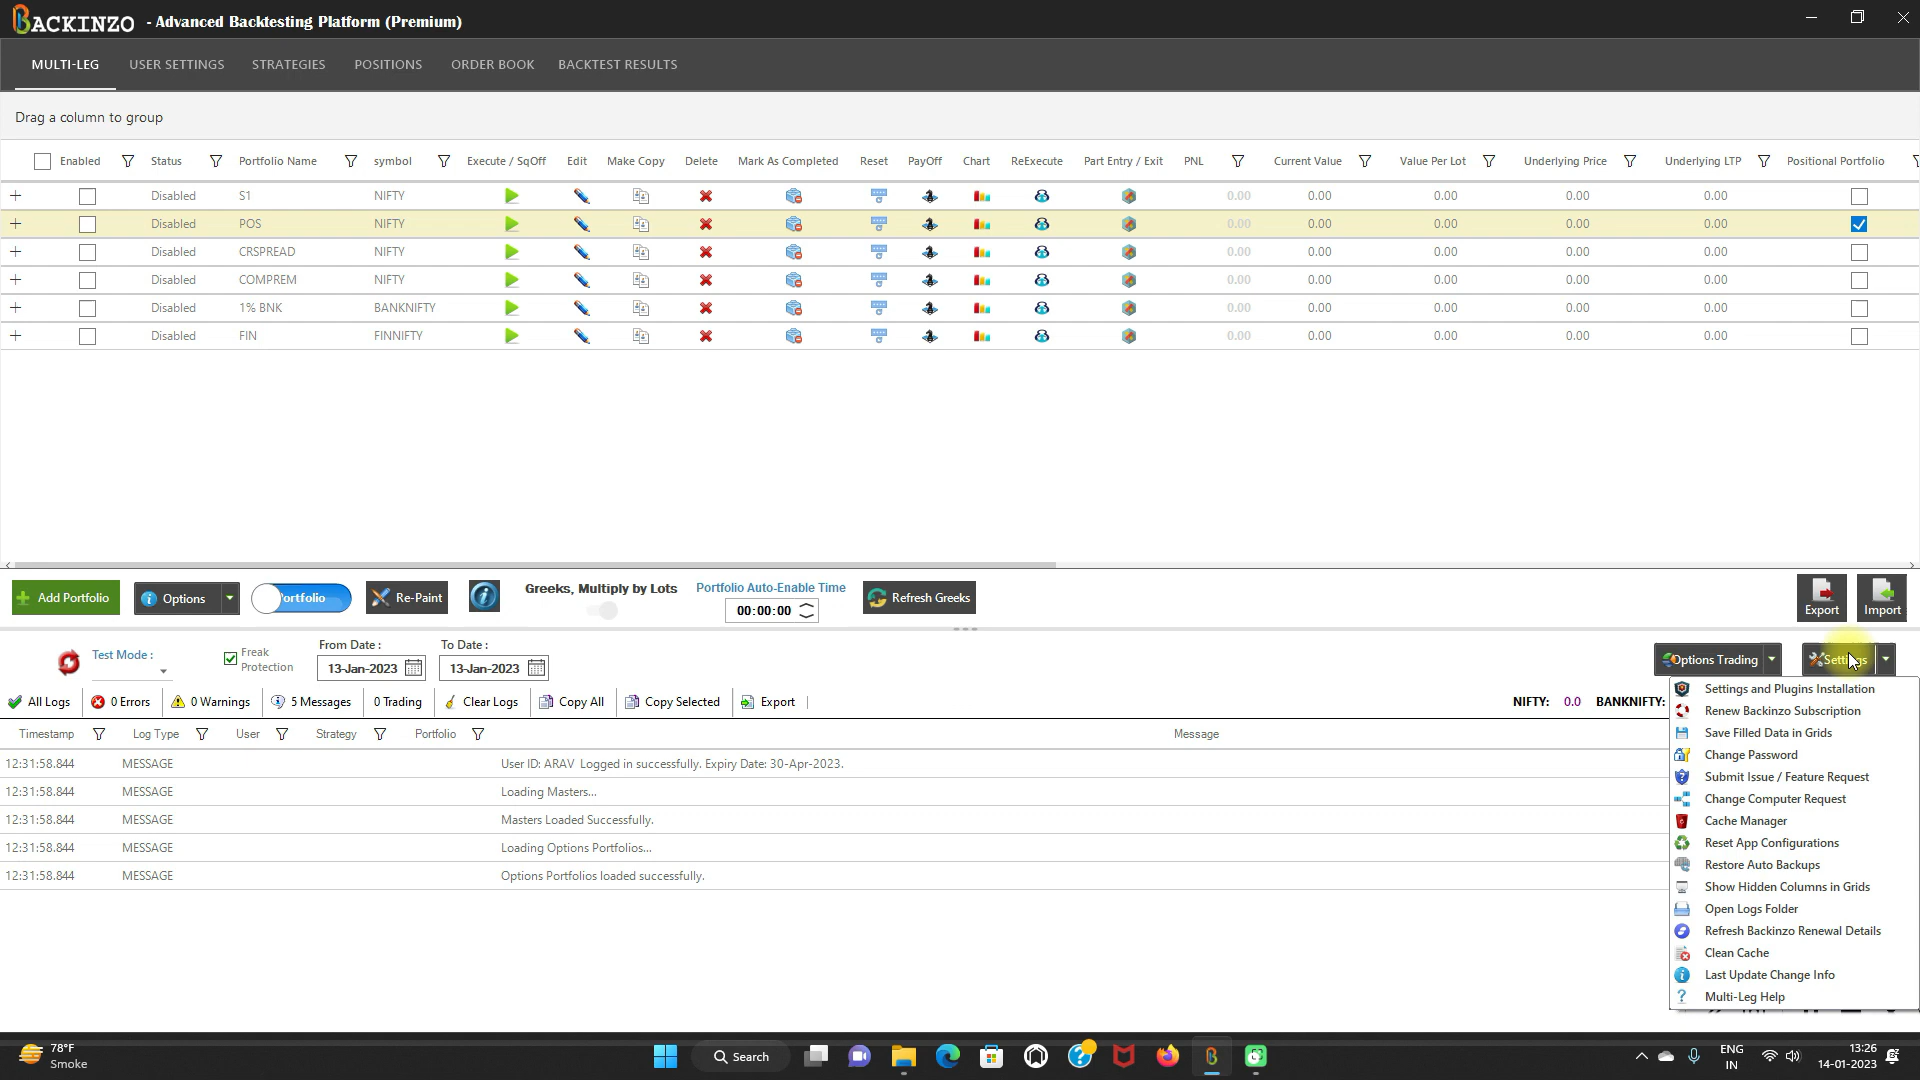 BACKINZO - Advanced Backtesting Platform (Premium)
MULTI-LEG USER SETTINGS STRATEGIES POSITIONS ORDER BOOK BACKTEST RESULTS
Drag a column to group
Enabled Status Portfolio Name symbol Execute / SqOff Edit Make Copy Delete Mark As Completed Reset PayOff Chart ReExecute Part Entry / Exit PNL Current Value Value Per Lot Underlying Price Underlying LTP Positional Portfolio
Disabled S1 NIFTY 0.00 0.00 0.00 0.00 0.00
Disabled POS NIFTY 0.00 0.00 0.00 0.00 0.00
Disabled CRSPREAD NIFTY 0.00 0.00 0.00 0.00 0.00
Disabled COMPREM NIFTY 0.00 0.00 0.00 0.00 0.00
Disabled 1% BNK BANKNIFTY 0.00 0.00 0.00 0.00 0.00
Disabled FIN FINNIFTY 0.00 0.00 0.00 0.00 0.00
Add Portfolio Options ortfolio Re-Paint Greeks, Multiply by Lots Portfolio Auto-Enable Time Refresh Greeks Export Import
00:00:00
Test Mode : Freak Protection From Date : To Date : Options Trading Settings
13-Jan-2023 13-Jan-2023
All Logs 0 Errors 0 Warnings 5 Messages 0 Trading Clear Logs Copy All Copy Selected Export NIFTY: 0.0 BANKNIFTY:
Timestamp Log Type User Strategy Portfolio Message
12:31:58.844 MESSAGE User ID: ARAV Logged in successfully. Expiry Date: 30-Apr-2023.
12:31:58.844 MESSAGE Loading Masters...
12:31:58.844 MESSAGE Masters Loaded Successfully.
12:31:58.844 MESSAGE Loading Options Portfolios...
12:31:58.844 MESSAGE Options Portfolios loaded successfully.
Settings and Plugins Installation
Renew Backinzo Subscription
Save Filled Data in Grids
Change Password
Submit Issue / Feature Request
Change Computer Request
Cache Manager
Reset App Configurations
Restore Auto Backups
Show Hidden Columns in Grids
Open Logs Folder
Refresh Backinzo Renewal Details
Clean Cache
Last Update Change Info
Multi-Leg Help
78°F
Smoke
Search
ENG
IN
13:26
14-01-2023